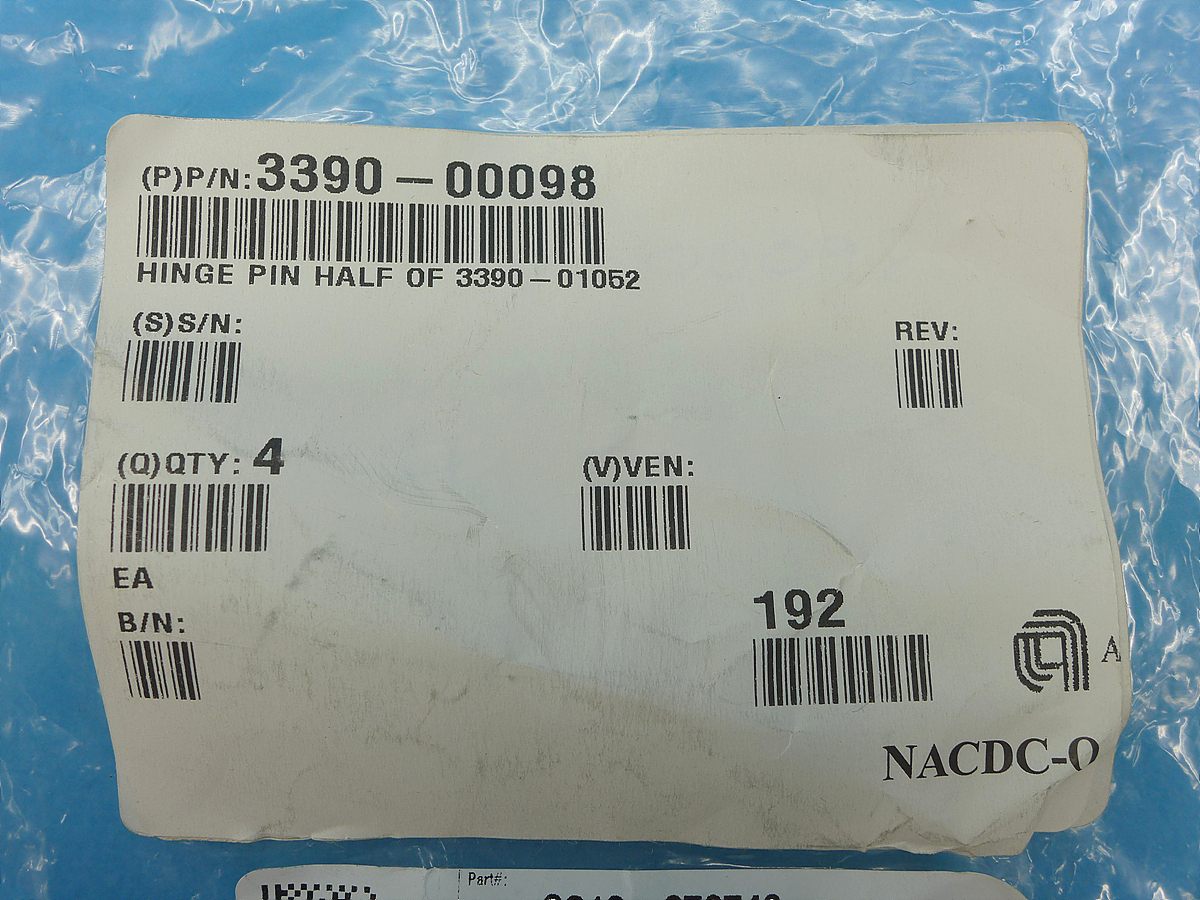 (P)P/N: 3390-00098
HINGE PIN HALF OF 3390-01052
(S)S/N:
REV:
(Q)QTY: 4
(V)VEN:
EA
B/N:
192
A
NACDC-O
Part#: